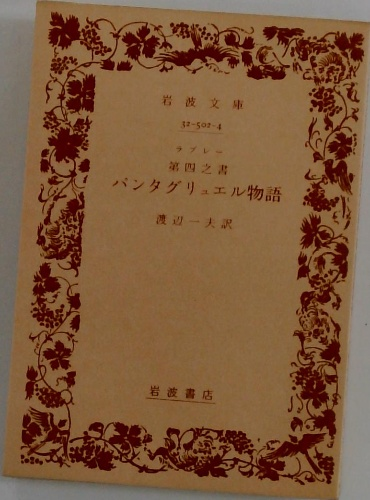 岩波文庫
32-502-4
ラブレー
第四之書
パンタグリュエル物語
渡辺一夫訳
岩波書店